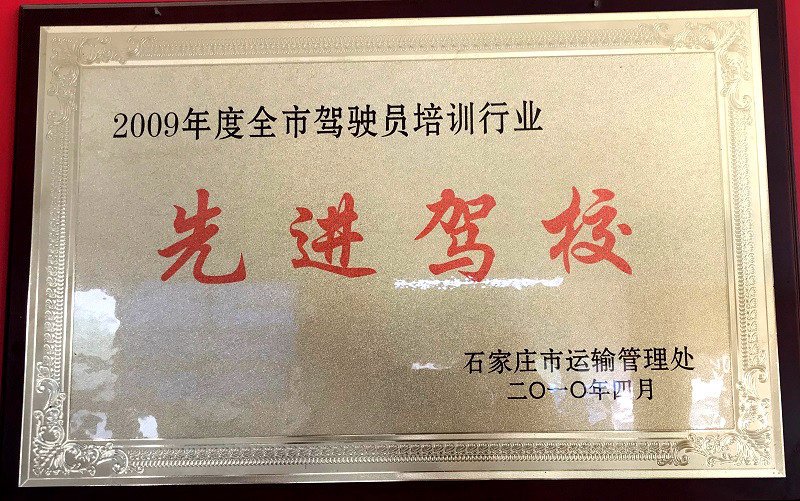 2009年度全市驾驶员培训行业
先进驾校
石家庄市运输管理处
二〇一〇年四月